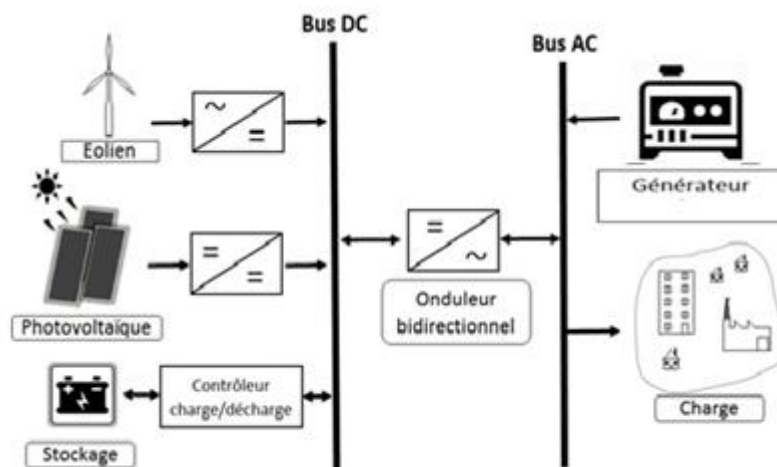 Bus DC
Bus AC
Eolien
Générateur
Photovoltaïque
Onduleur
bidirectionnel
Contrôleur
charge/décharge
Stockage
Charge